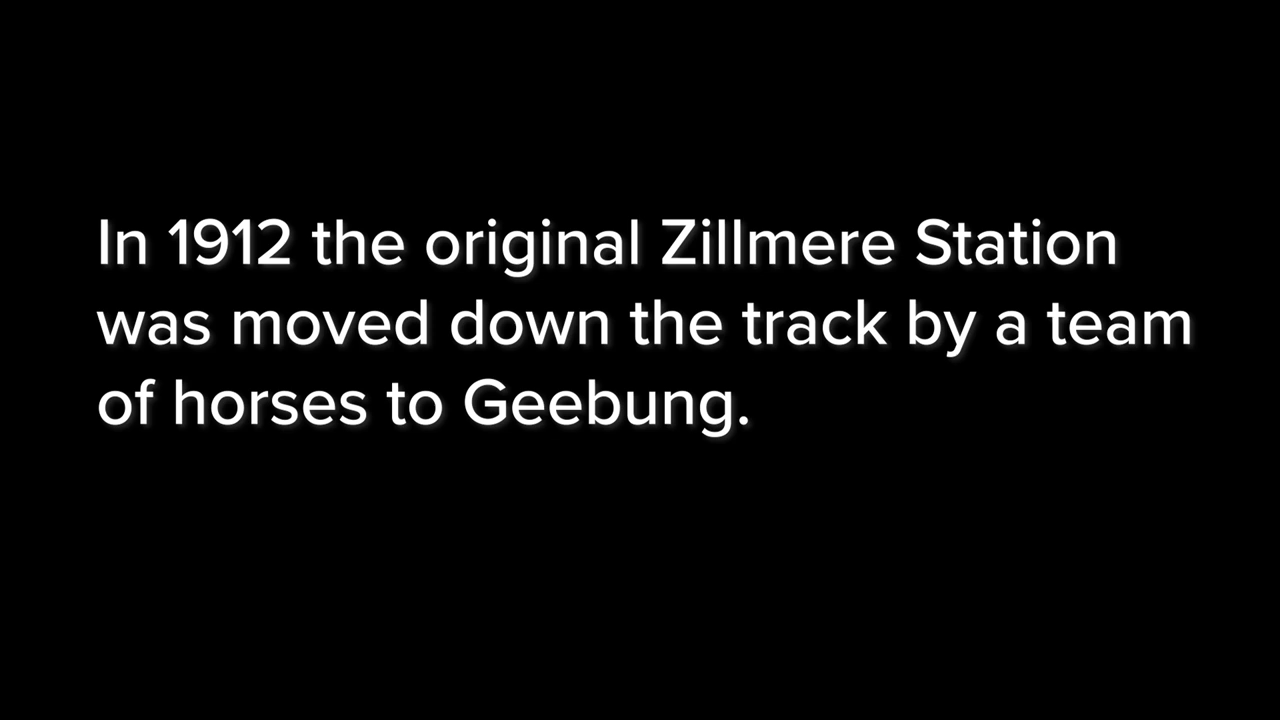 In 1912 the original Zillmere Station
was moved down the track by a team
of horses to Geebung.